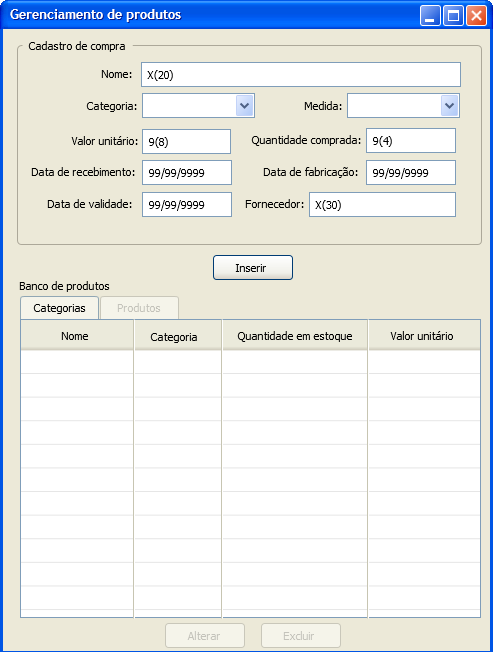 Gerenciamento de produtos
Cadastro de compra
Nome: X(20)
Categoria: Medida:
Valor unitário: 9(8) Quantidade comprada: 9(4)
Data de recebimento: 99/99/9999 Data de fabricação: 99/99/9999
Data de validade: 99/99/9999 Fornecedor: X(30)
Inserir
Banco de produtos
Categorias Produtos
Nome Categoria Quantidade em estoque Valor unitário
Alterar Excluir